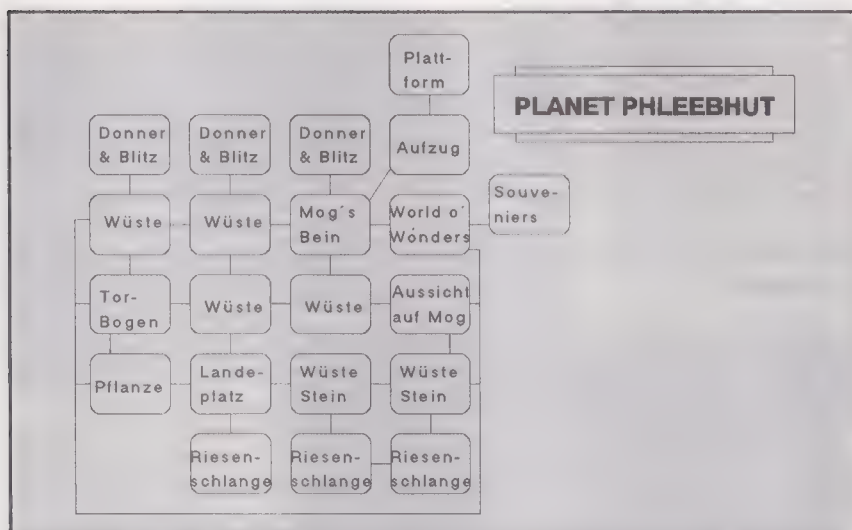 Platt-
form
PLANET PHLEEBHUT
Donner
& Blitz
Donner
& Blitz
Donner
& Blitz
Aufzug
Souve-
niers
Wüste
Wüste
Mog's
Bein
World o'
Wonders
Tor-
Bogen
Wüste
Wüste
Aussicht
auf Mog
Pflanze
Lande-
platz
Wüste
Stein
Wüste
Stein
Riesen-
schlange
Riesen-
schlange
Riesen-
schlange